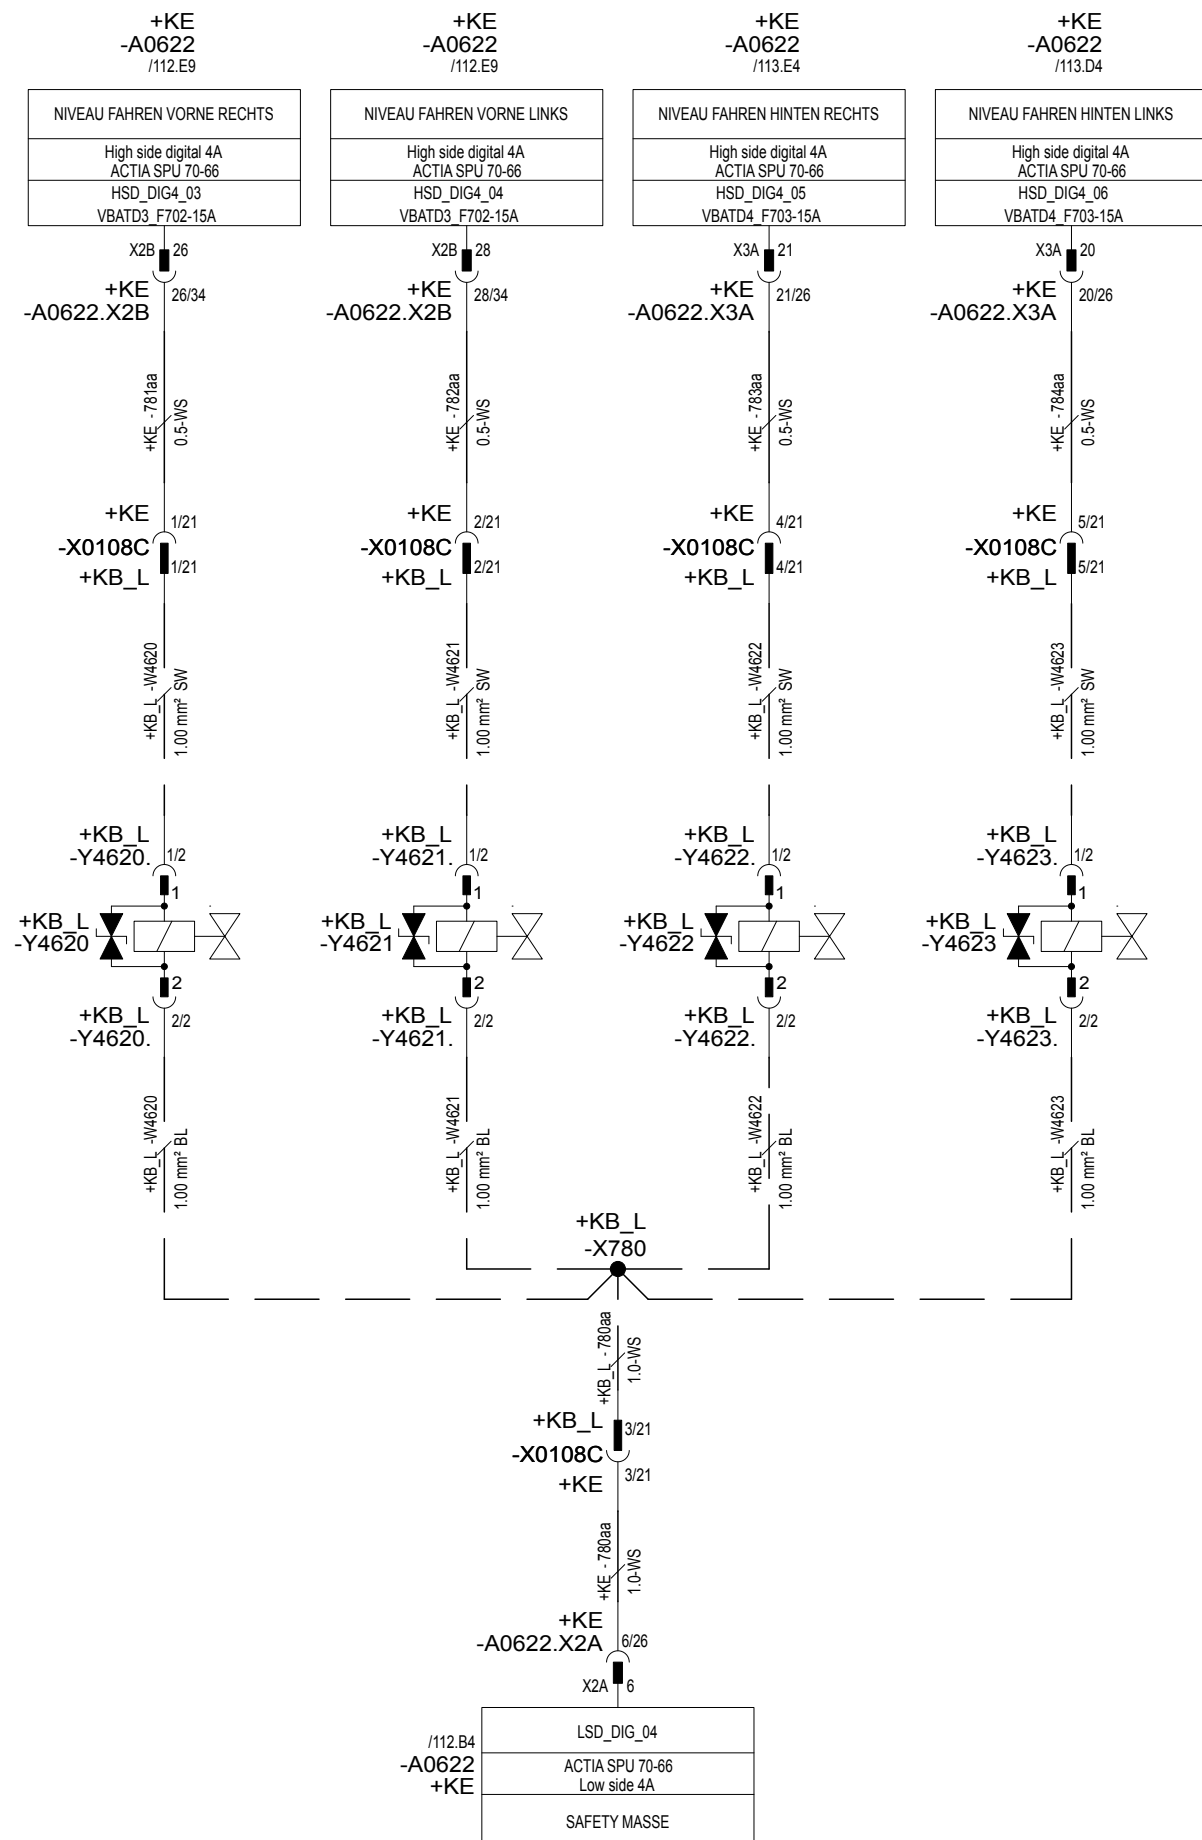 +KE
-A0622
/112.E9
+KE
-A0622
/112.E9
+KE
-A0622
/113.E4
+KE
-A0622
/113.D4
NIVEAU FAHREN VORNE RECHTS
High side digital 4A
ACTIA SPU 70-66
HSD_DIG4_03
VBATD3_F702-15A
NIVEAU FAHREN VORNE LINKS
High side digital 4A
ACTIA SPU 70-66
HSD_DIG4_04
VBATD3_F702-15A
NIVEAU FAHREN HINTEN RECHTS
High side digital 4A
ACTIA SPU 70-66
HSD_DIG4_05
VBATD4_F703-15A
NIVEAU FAHREN HINTEN LINKS
High side digital 4A
ACTIA SPU 70-66
HSD_DIG4_06
VBATD4_F703-15A
X2B 26
+KE 26/34
-A0622.X2B
X2B 28
+KE 28/34
-A0622.X2B
X3A 21
+KE 21/26
-A0622.X3A
X3A 20
+KE 20/26
-A0622.X3A
+KE - 781aa
0.5-WS
+KE - 782aa
0.5-WS
+KE - 783aa
0.5-WS
+KE - 784aa
0.5-WS
+KE 1/21
-X0108C
+KB_L 1/21
+KE 2/21
-X0108C
+KB_L 2/21
+KE 4/21
-X0108C
+KB_L 4/21
+KE 5/21
-X0108C
+KB_L 5/21
+KB_L -W4620
1.00 mm² SW
+KB_L -W4621
1.00 mm² SW
+KB_L -W4622
1.00 mm² SW
+KB_L -W4623
1.00 mm² SW
+KB_L
-Y4620. 1/2
1
+KB_L
-Y4620
2
+KB_L
-Y4620. 2/2
+KB_L
-Y4621. 1/2
1
+KB_L
-Y4621
2
+KB_L
-Y4621. 2/2
+KB_L
-Y4622. 1/2
1
+KB_L
-Y4622
2
+KB_L
-Y4622. 2/2
+KB_L
-Y4623. 1/2
1
+KB_L
-Y4623
2
+KB_L
-Y4623. 2/2
+KB_L -W4620
1.00 mm² BL
+KB_L -W4621
1.00 mm² BL
+KB_L -W4622
1.00 mm² BL
+KB_L -W4623
1.00 mm² BL
+KB_L
-X780
+KB_L - 780aa
1.0-WS
+KB_L 3/21
-X0108C
+KE 3/21
+KE - 780aa
1.0-WS
+KE
-A0622.X2A 6/26
X2A 6
/112.B4
-A0622
+KE
LSD_DIG_04
ACTIA SPU 70-66
Low side 4A
SAFETY MASSE